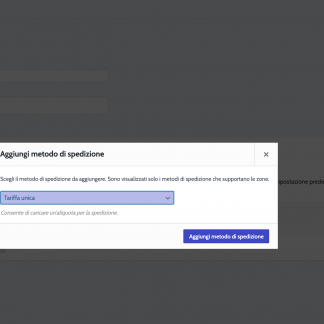 Aggiungi metodo di spedizione
×
Scegli il metodo di spedizione da aggiungere. Sono visualizzati solo i metodi di spedizione che supportano le zone.
postazione predi
Tariffa unica
Consente di caricare un'aliquota per la spedizione.
Aggiungi metodo di spedizione